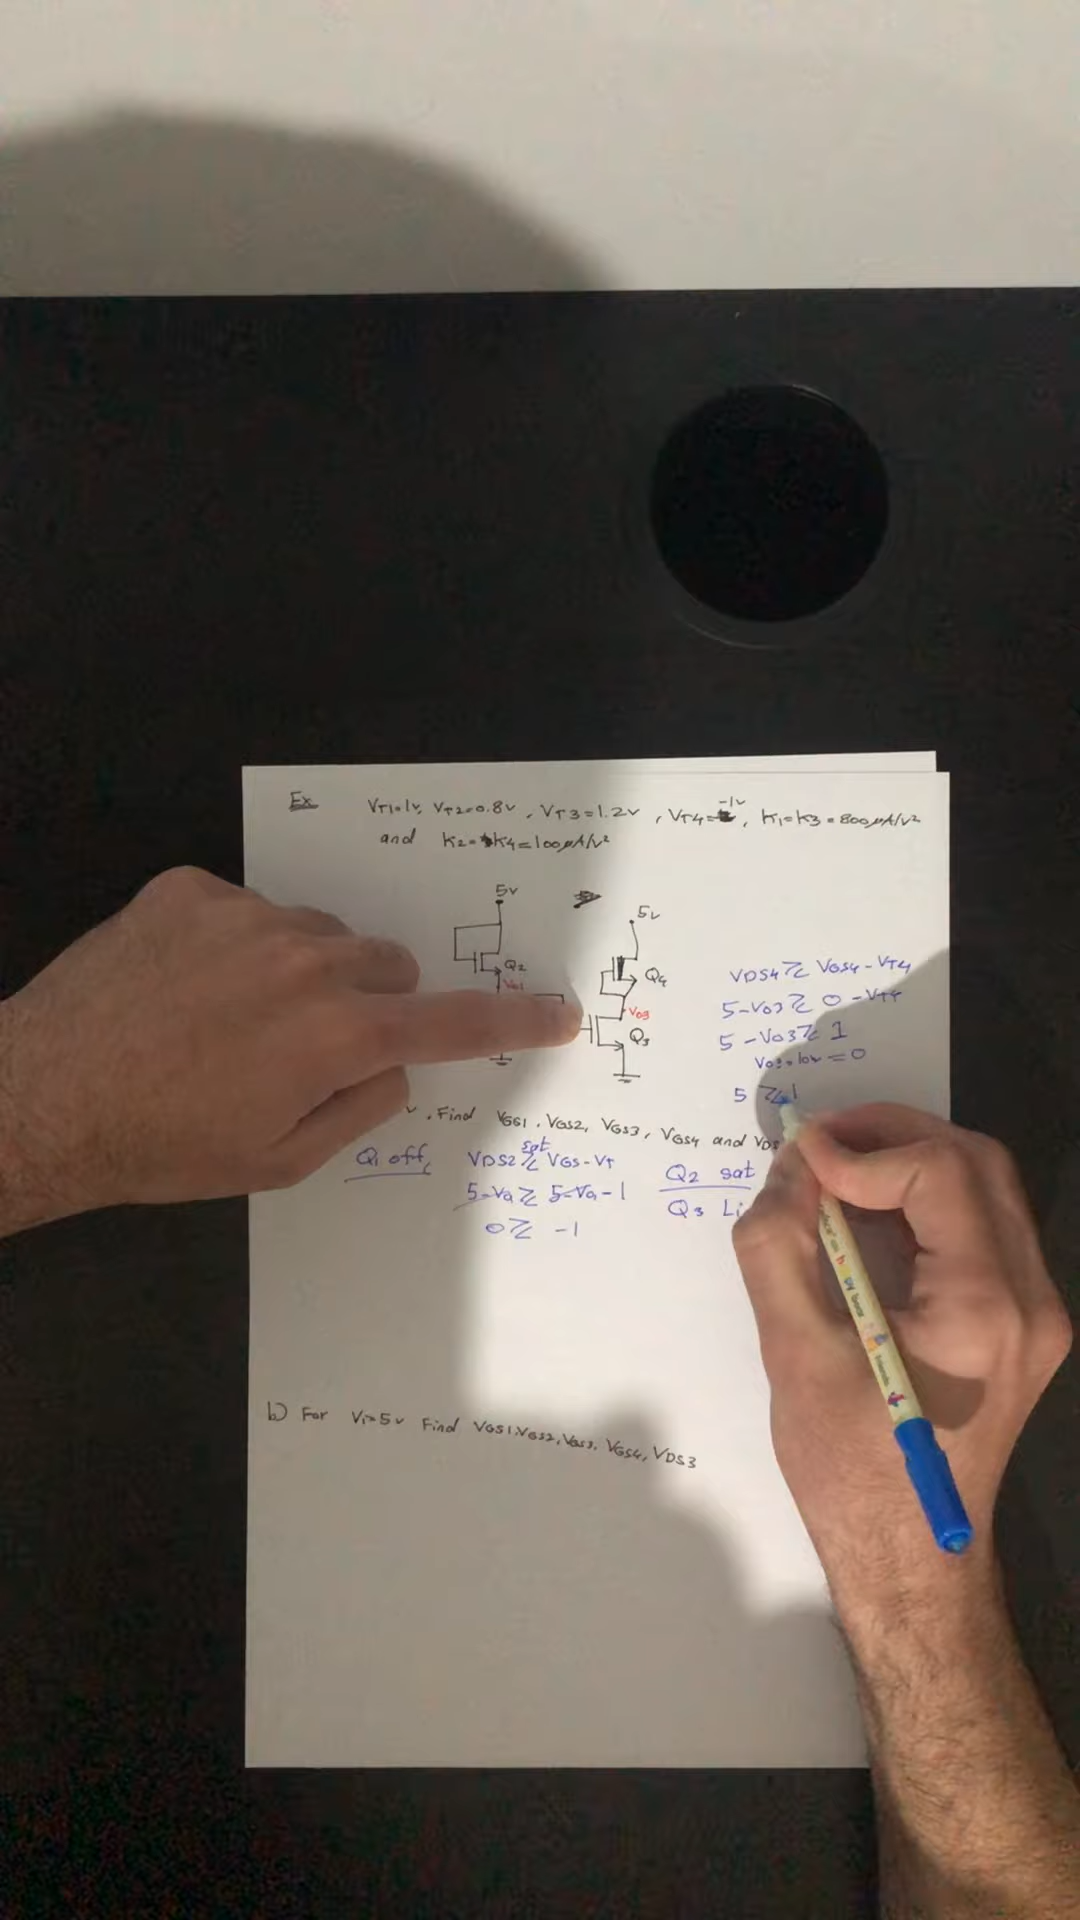 Ex VT1=1v, VT2=0.8v, VT3=1.2v, VT4=-1v, K1=K3=800µA/V²
and K2=K4=100µA/V²
5v
5v
Q2
Vo1
Q4
Vo3
Q3
VDS4 ≥ VGS4-VT4
5-Vo3 ≥ 0-VT4
5-Vo3 ≥ 1
Vo3=low=0
5 ≥ 1
v, Find VGS1, VGS2, VGS3, VGS4 and VDS
Q1 off,
sat
VDS2 ≥ VGS-VT
5-Va ≥ 5-Va-1
0 ≥ -1
Q2 sat
Q3 Li
b) For Vi=5v Find VGS1, VGS2, VGS3, VGS4, VDS3